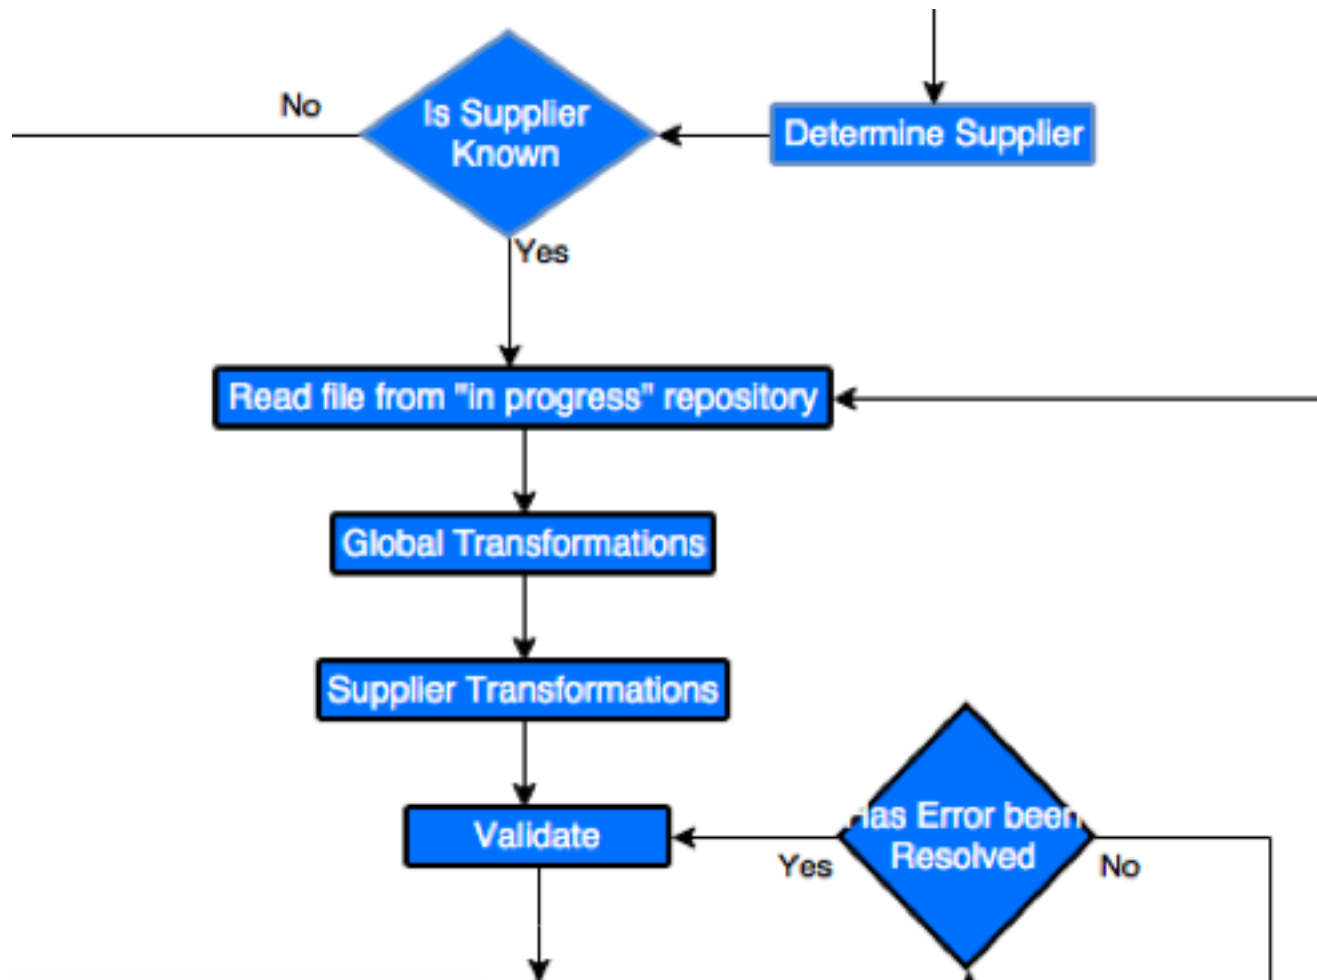 No
Is Supplier
Known
Determine Supplier
Yes
Read file from "in progress" repository
Global Transformations
Supplier Transformations
Has Error been
Resolved
Validate
Yes
No